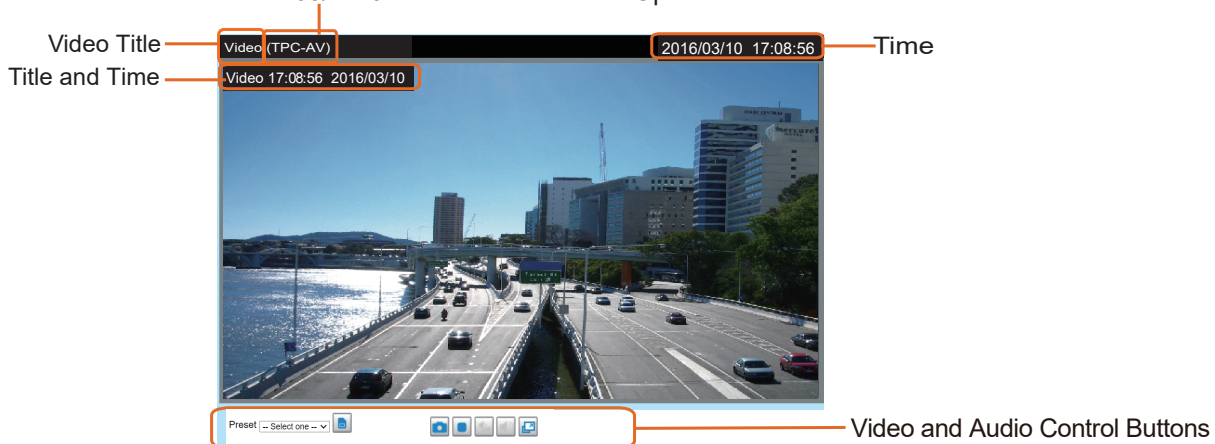 Video Title
Video (TPC-AV)
2016/03/10 17:08:56
Time
Title and Time
Video 17:08:56 2016/03/10
mercure
Preset
-- Select one --
Video and Audio Control Buttons